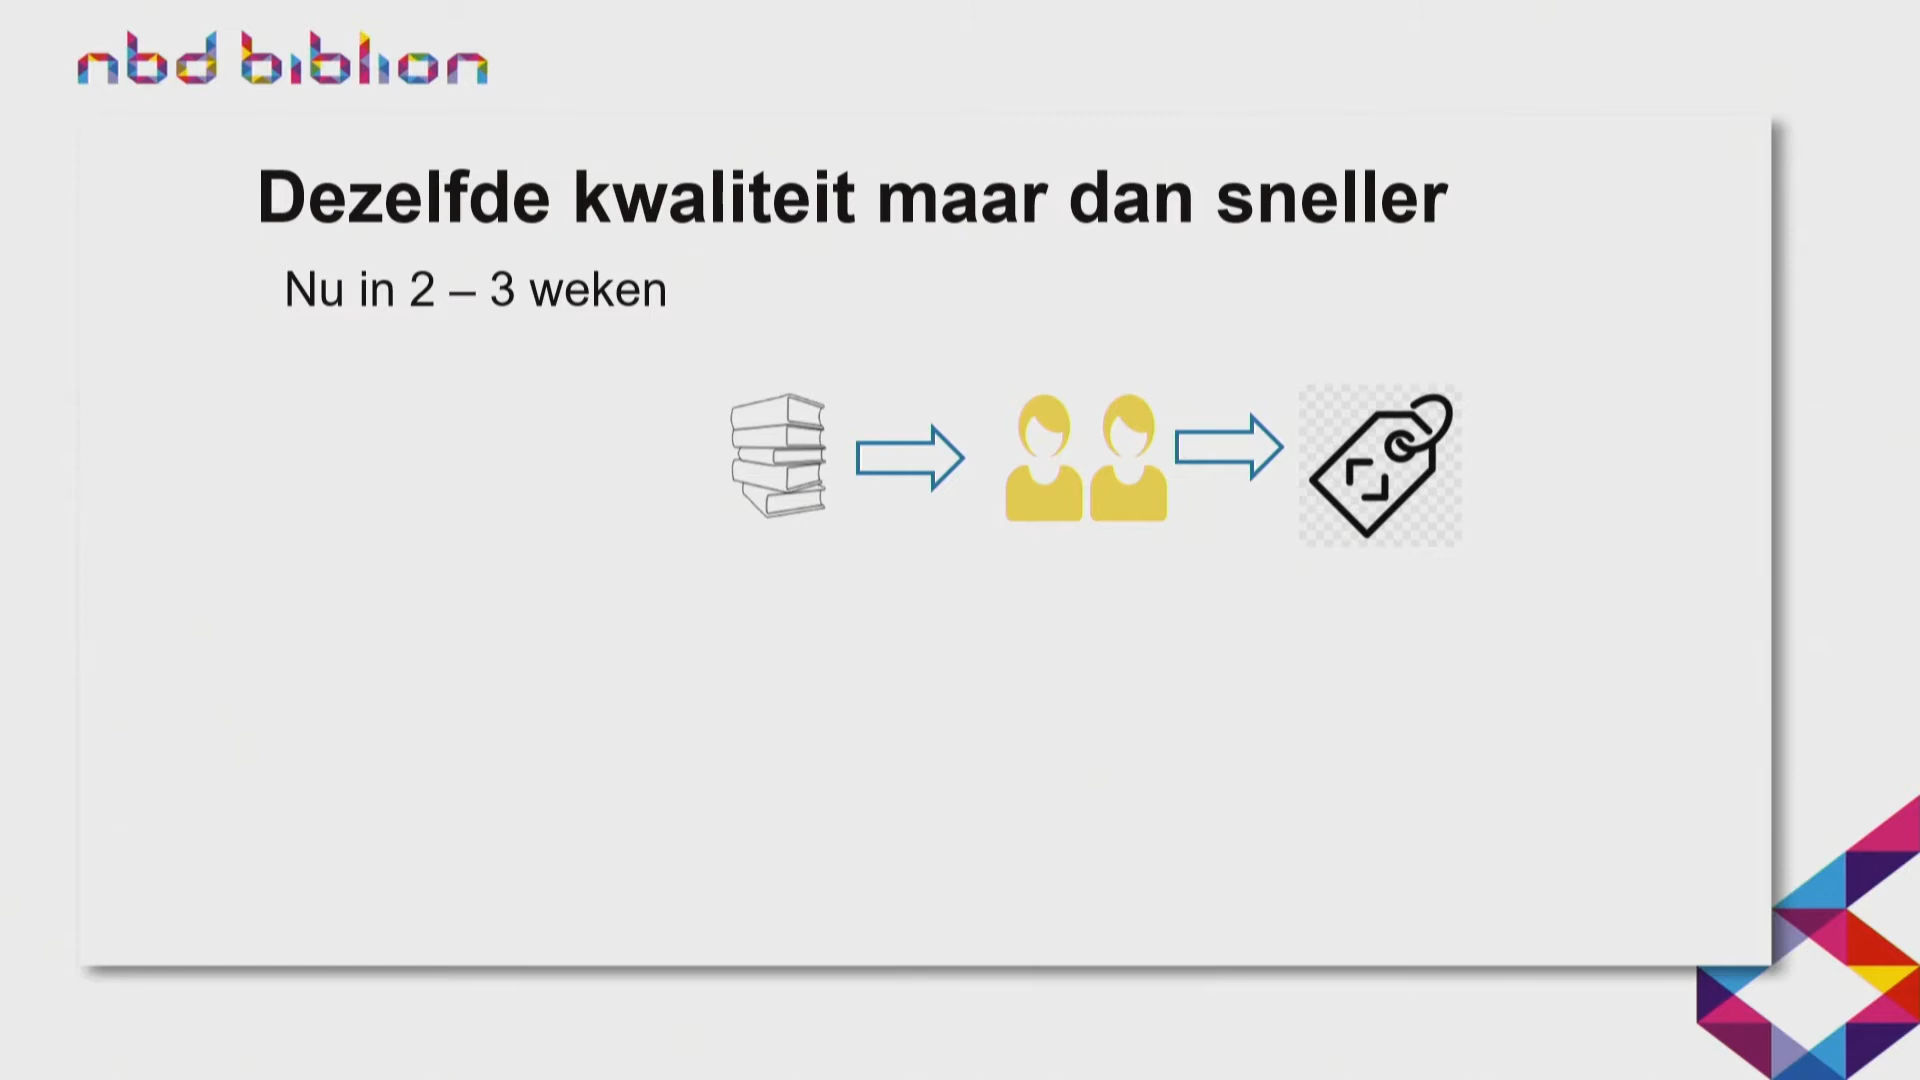 nbd biblion
Dezelfde kwaliteit maar dan sneller
Nu in 2 – 3 weken